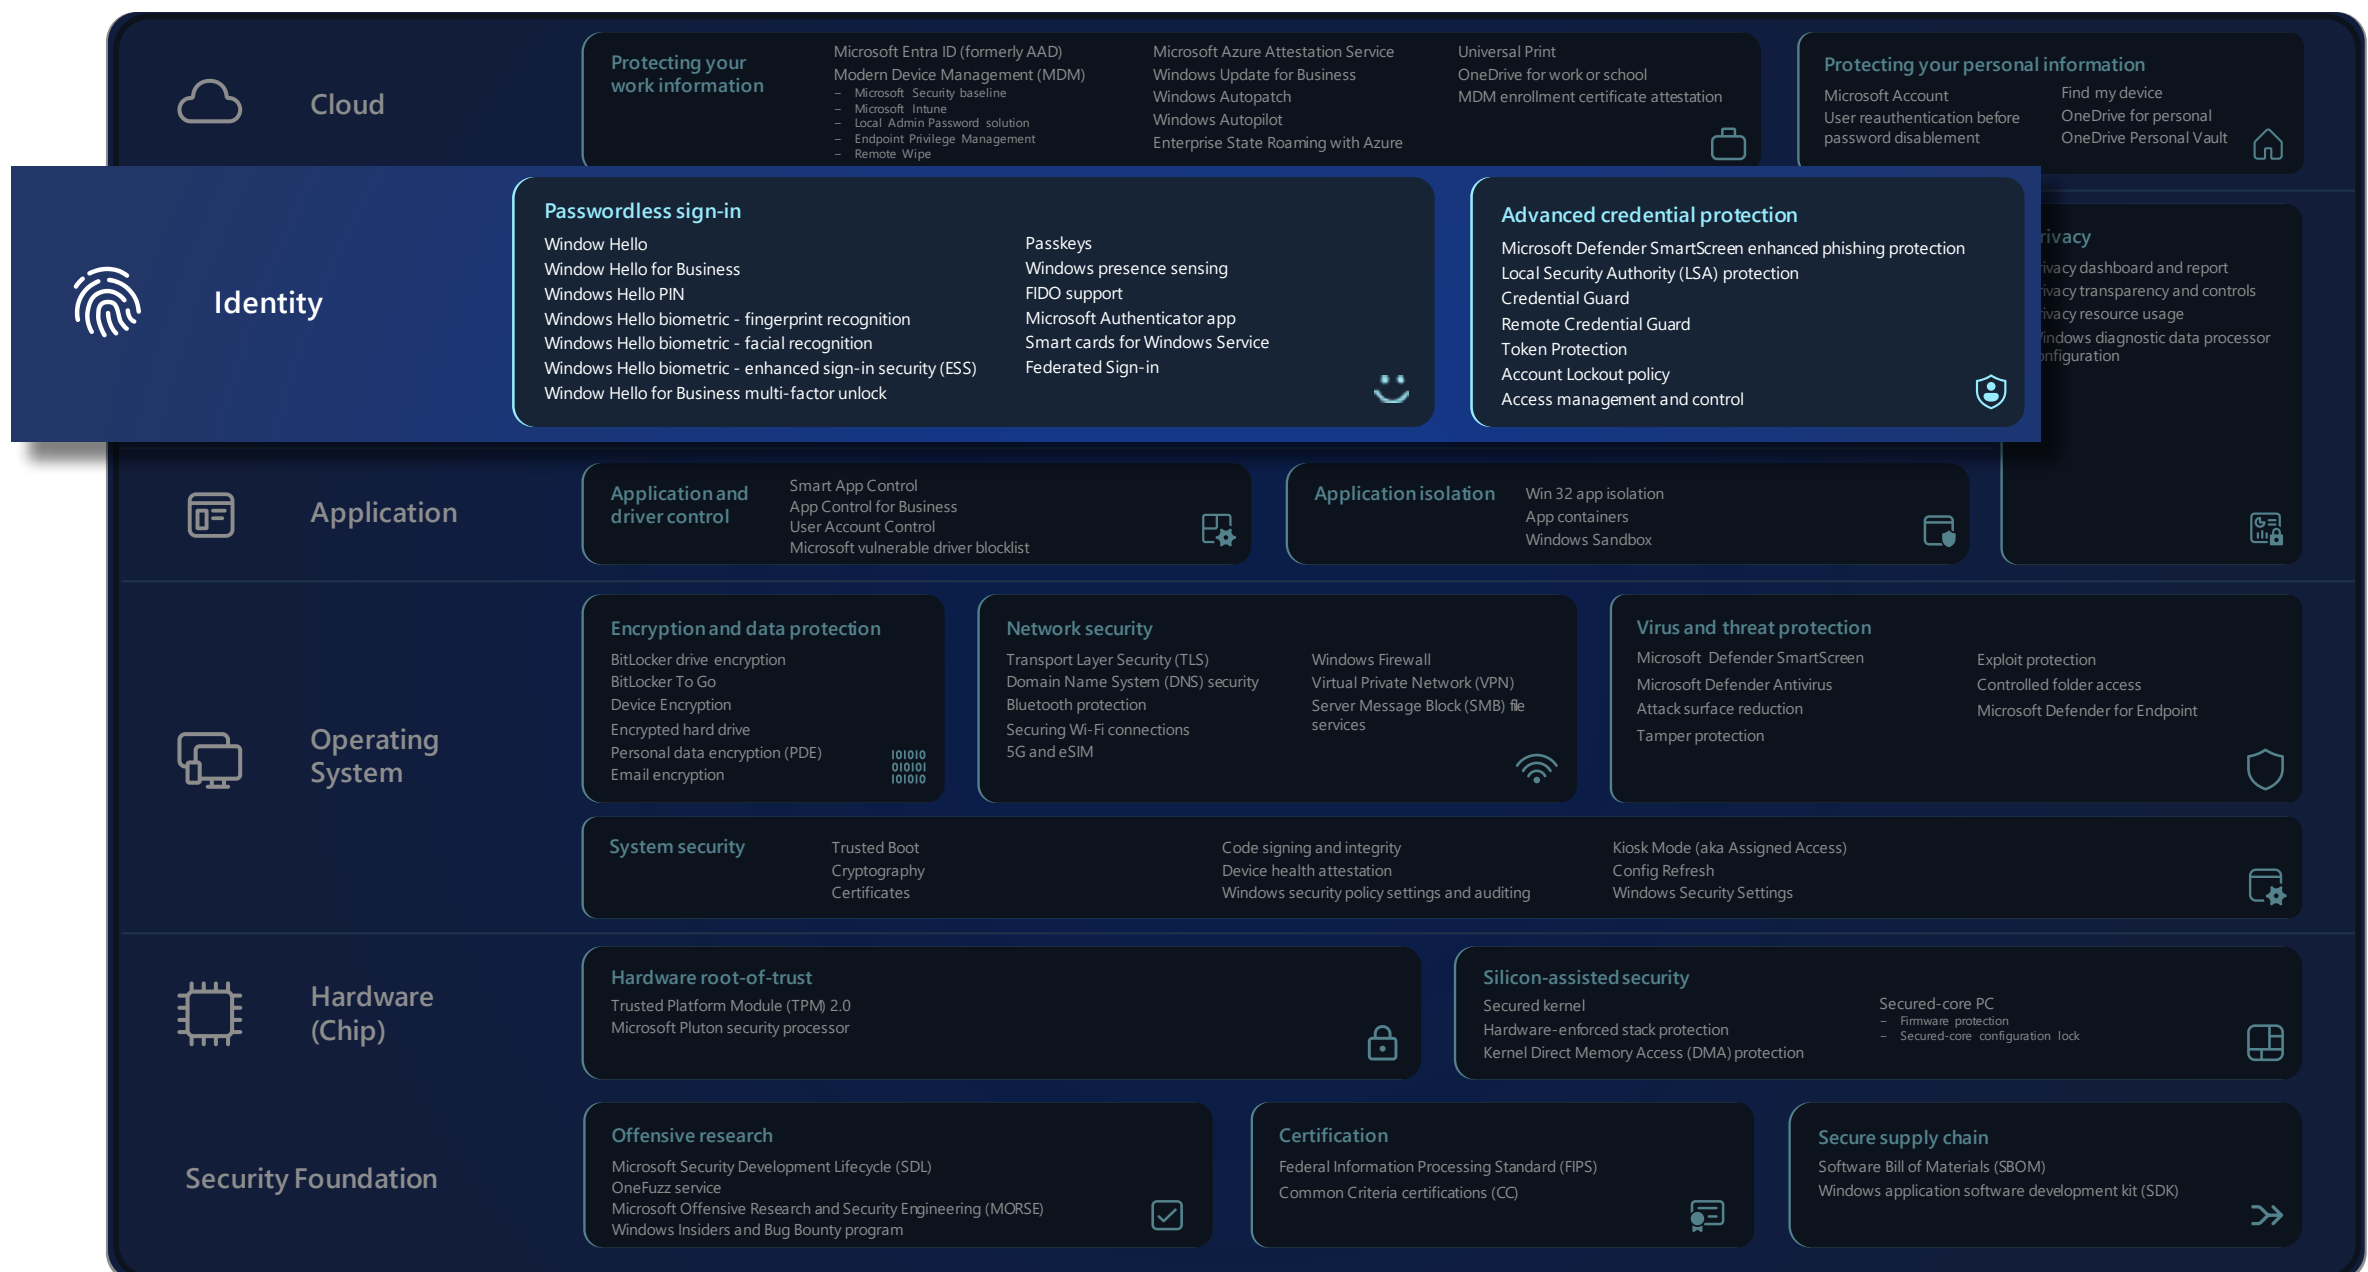 Cloud
Protecting your
work information
Microsoft Entra ID (formerly AAD)
Modern Device Management (MDM)
– Microsoft Security baseline
– Microsoft Intune
– Local Admin Password solution
– Endpoint Privilege Management
– Remote Wipe
Microsoft Azure Attestation Service
Windows Update for Business
Windows Autopatch
Windows Autopilot
Enterprise State Roaming with Azure
Universal Print
OneDrive for work or school
MDM enrollment certificate attestation
Protecting your personal information
Microsoft Account
User reauthentication before
password disablement
Find my device
OneDrive for personal
OneDrive Personal Vault
Identity
Passwordless sign-in
Window Hello
Window Hello for Business
Windows Hello PIN
Windows Hello biometric - fingerprint recognition
Windows Hello biometric - facial recognition
Windows Hello biometric - enhanced sign-in security (ESS)
Window Hello for Business multi-factor unlock
Passkeys
Windows presence sensing
FIDO support
Microsoft Authenticator app
Smart cards for Windows Service
Federated Sign-in
Advanced credential protection
Microsoft Defender SmartScreen enhanced phishing protection
Local Security Authority (LSA) protection
Credential Guard
Remote Credential Guard
Token Protection
Account Lockout policy
Access management and control
rivacy
ivacy dashboard and report
ivacy transparency and controls
ivacy resource usage
indows diagnostic data processor
onfiguration
Application
Application and
driver control
Smart App Control
App Control for Business
User Account Control
Microsoft vulnerable driver blocklist
Application isolation
Win 32 app isolation
App containers
Windows Sandbox
Operating
System
Encryption and data protection
BitLocker drive encryption
BitLocker To Go
Device Encryption
Encrypted hard drive
Personal data encryption (PDE)
Email encryption
101010
010101
101010
Network security
Transport Layer Security (TLS)
Domain Name System (DNS) security
Bluetooth protection
Securing Wi-Fi connections
5G and eSIM
Windows Firewall
Virtual Private Network (VPN)
Server Message Block (SMB) file
services
Virus and threat protection
Microsoft Defender SmartScreen
Microsoft Defender Antivirus
Attack surface reduction
Tamper protection
Exploit protection
Controlled folder access
Microsoft Defender for Endpoint
System security
Trusted Boot
Cryptography
Certificates
Code signing and integrity
Device health attestation
Windows security policy settings and auditing
Kiosk Mode (aka Assigned Access)
Config Refresh
Windows Security Settings
Hardware
(Chip)
Hardware root-of-trust
Trusted Platform Module (TPM) 2.0
Microsoft Pluton security processor
Silicon-assisted security
Secured kernel
Hardware-enforced stack protection
Kernel Direct Memory Access (DMA) protection
Secured-core PC
– Firmware protection
– Secured-core configuration lock
Security Foundation
Offensive research
Microsoft Security Development Lifecycle (SDL)
OneFuzz service
Microsoft Offensive Research and Security Engineering (MORSE)
Windows Insiders and Bug Bounty program
Certification
Federal Information Processing Standard (FIPS)
Common Criteria certifications (CC)
Secure supply chain
Software Bill of Materials (SBOM)
Windows application software development kit (SDK)